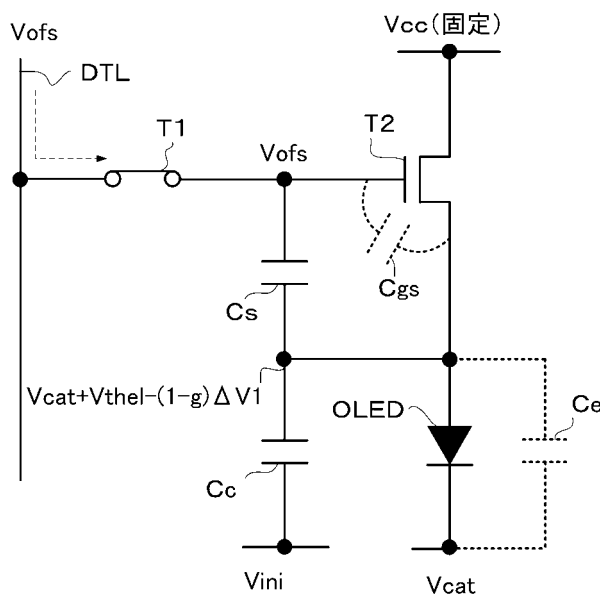 Vofs
Vcc(固定)
DTL
T1
T2
Vofs
Cgs
Cs
Vcat+Vthel-(1-g)ΔV1
OLED
Ce
Cc
Vini
Vcat